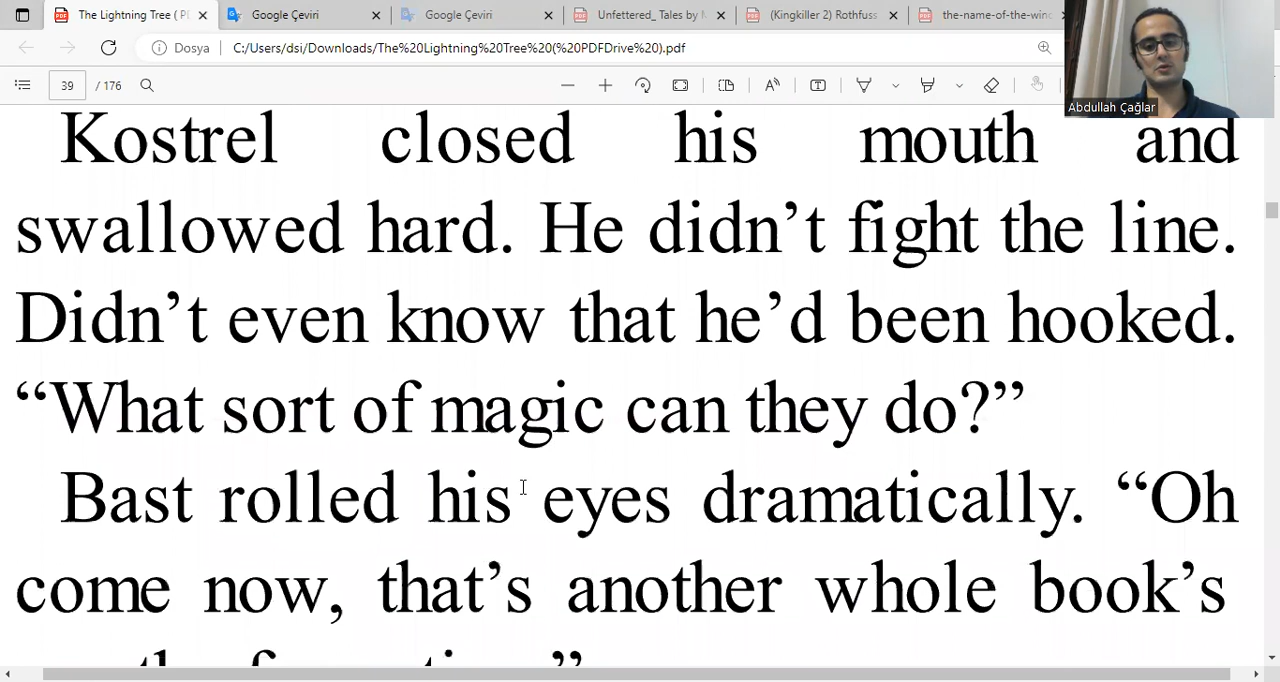 The Lightning Tree ( P
Google Çeviri
Google Çeviri
Unfettered_ Tales by
(Kingkiller 2) Rothfuss
the-name-of-the-win
Dosya
C:/Users/dsi/Downloads/The%20Lightning%20Tree%20(%20PDFDrive%20).pdf
39 / 176
Abdullah Çağlar
Kostrel closed his mouth and
swallowed hard. He didn’t fight the line.
Didn’t even know that he’d been hooked.
“What sort of magic can they do?”
Bast rolled his eyes dramatically. “Oh
come now, that’s another whole book’s